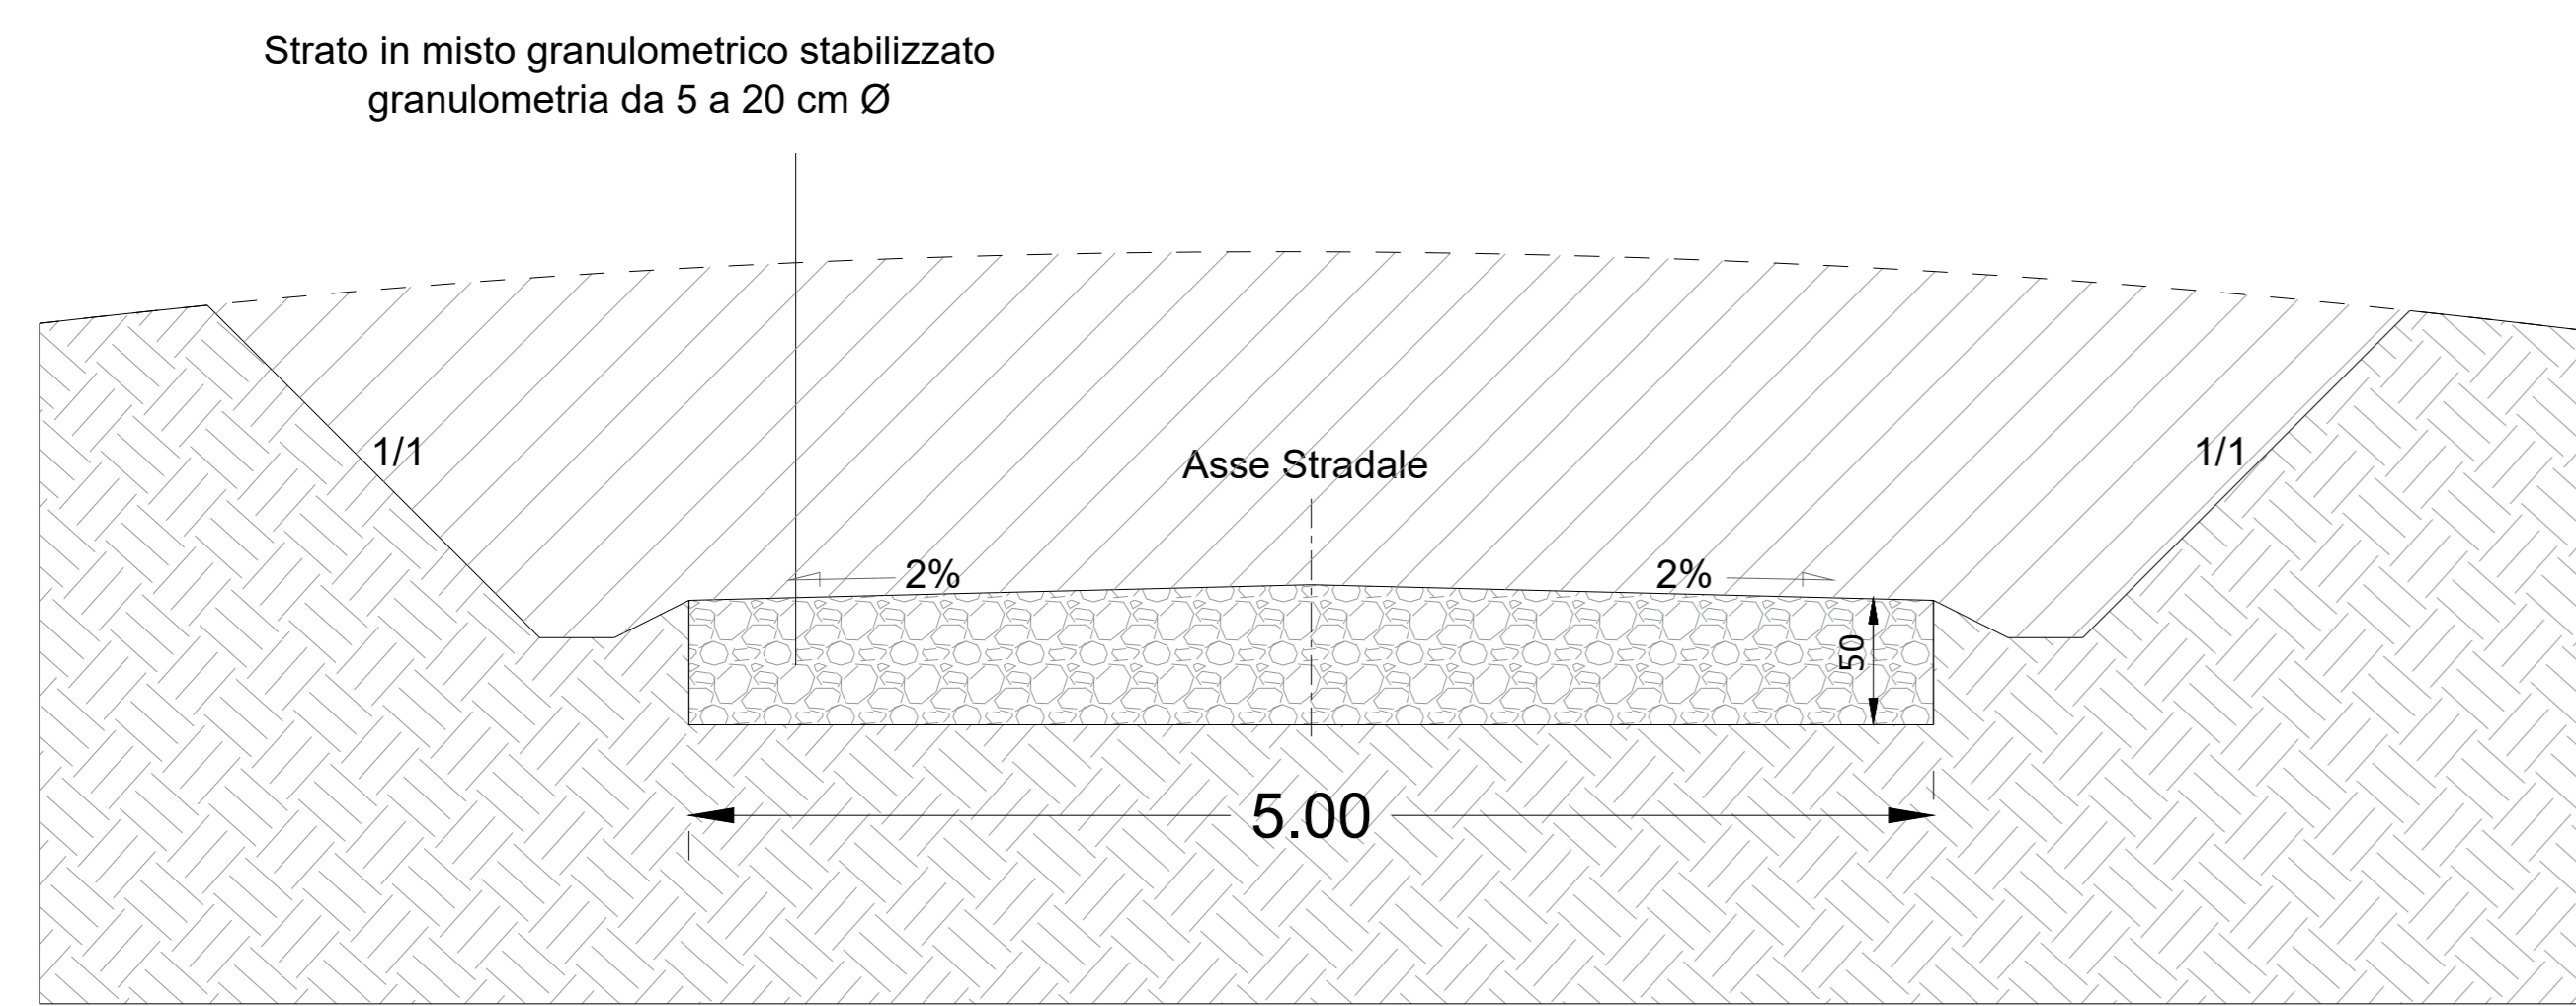 Strato in misto granulometrico stabilizzato
granulometria da 5 a 20 cm Ø
1/1
Asse Stradale
1/1
2%
2%
50
5.00